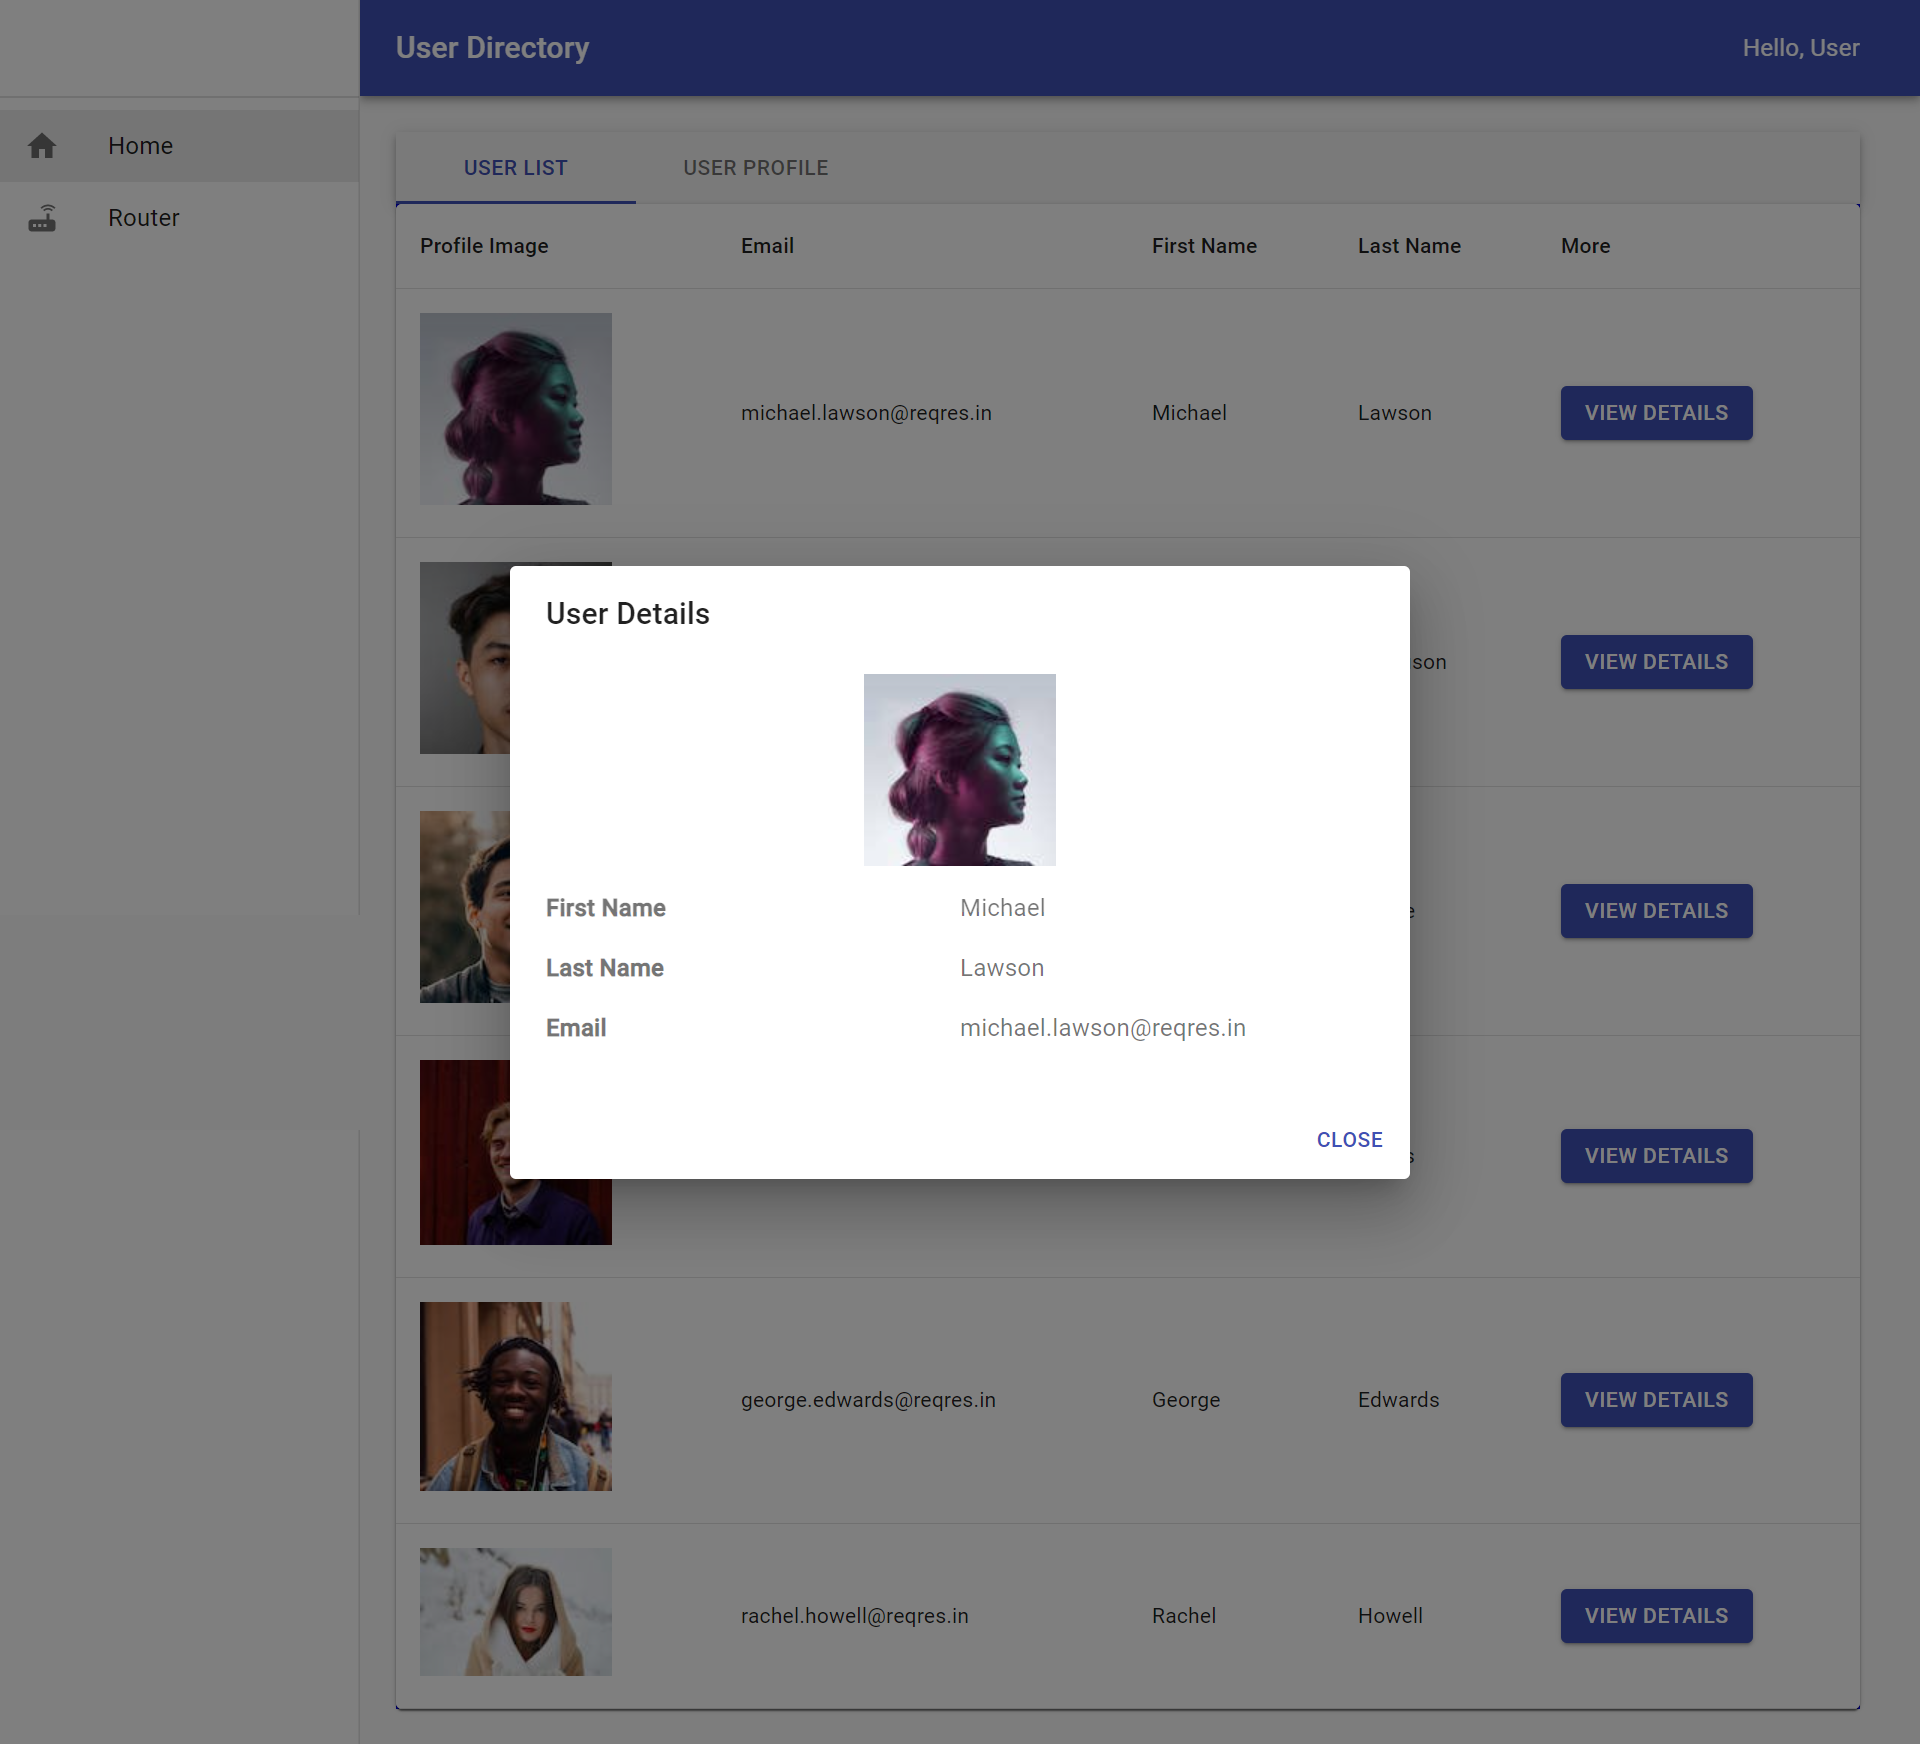 User Directory
Hello, User
Home
Router
USER LIST
USER PROFILE
Profile Image Email First Name Last Name More
michael.lawson@reqres.in Michael Lawson VIEW DETAILS
VIEW DETAILS
VIEW DETAILS
VIEW DETAILS
george.edwards@reqres.in George Edwards VIEW DETAILS
rachel.howell@reqres.in Rachel Howell VIEW DETAILS
User Details
First Name Michael
Last Name Lawson
Email michael.lawson@reqres.in
CLOSE